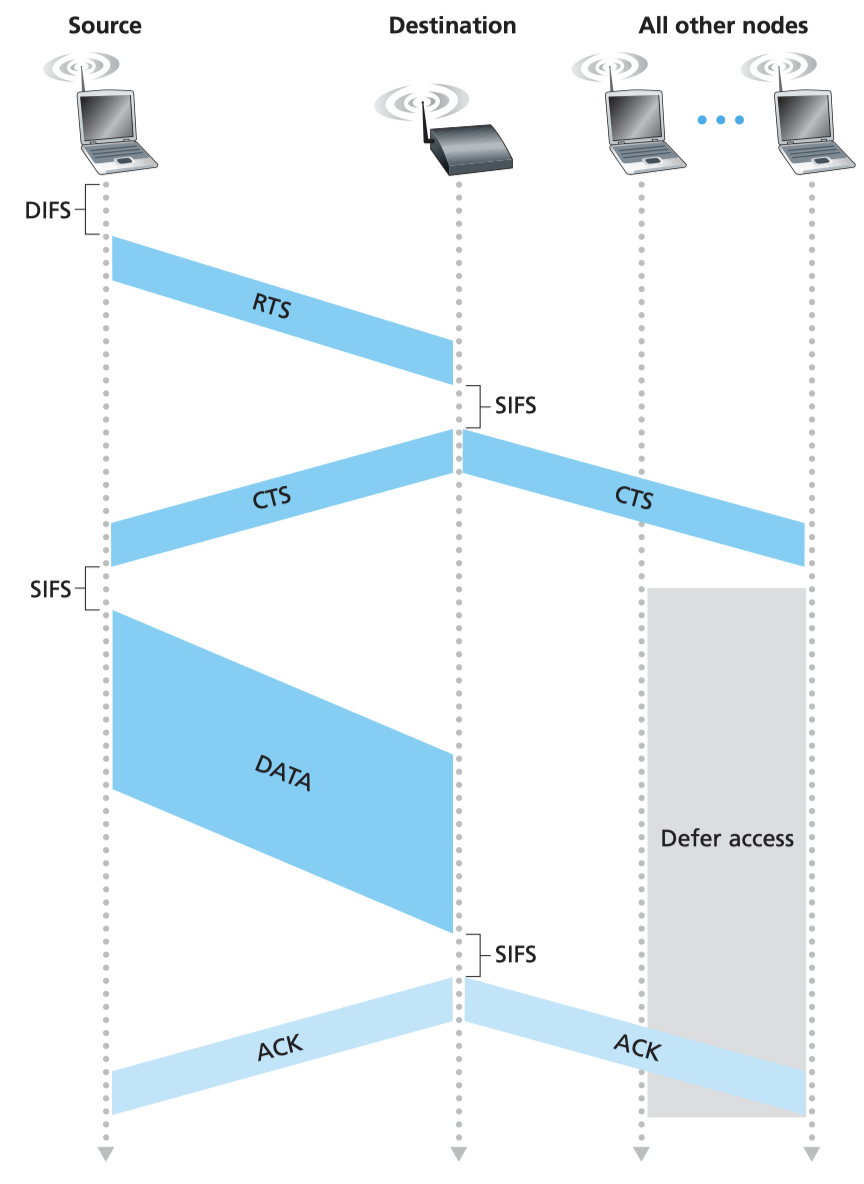 Source
Destination
All other nodes
DIFS
RTS
SIFS
CTS
CTS
SIFS
DATA
Defer access
SIFS
ACK
ACK